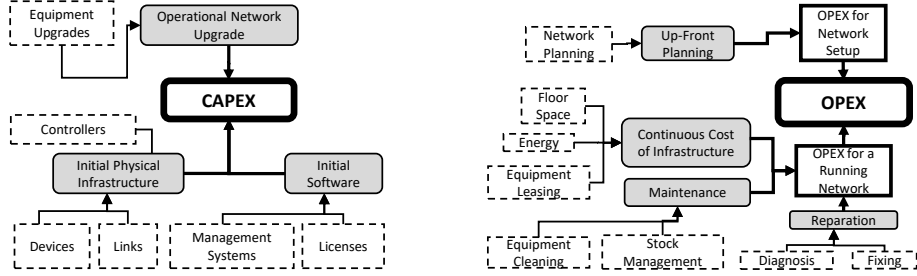 Equipment
Upgrades
Operational Network
Upgrade
CAPEX
Controllers
Initial Physical
Infrastructure
Initial
Software
Devices
Links
Management
Systems
Licenses
Network
Planning
Up-Front
Planning
OPEX for
Network
Setup
OPEX
Floor
Space
Energy
Equipment
Leasing
Continuous Cost
of Infrastructure
Maintenance
OPEX for a
Running
Network
Equipment
Cleaning
Stock
Management
Reparation
Diagnosis
Fixing